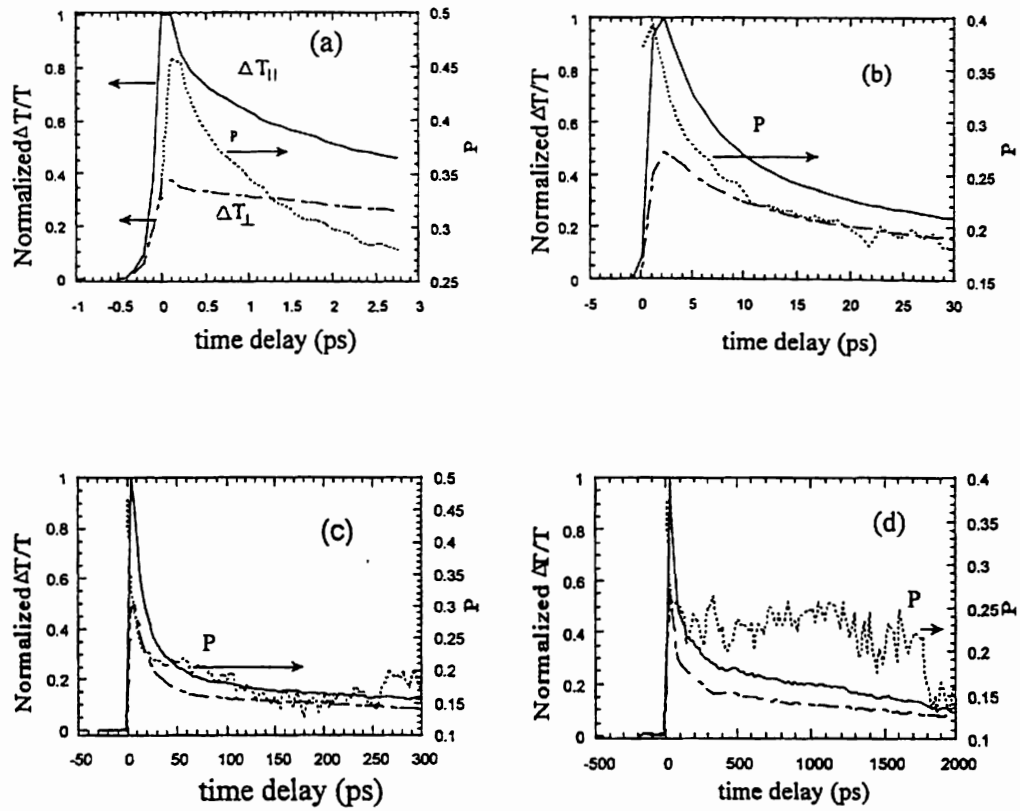 (a)
Normalized ΔT/T
1
0.8
0.6
0.4
0.2
0
ΔT||
P
ΔT⊥
0.5
0.45
0.4
0.35
0.3
0.25
P
-1 -0.5 0 0.5 1 1.5 2 2.5 3
time delay (ps)
(b)
Normalized ΔT/T
1
0.8
0.6
0.4
0.2
0
P
0.4
0.35
0.3
0.25
0.2
0.15
P
-5 0 5 10 15 20 25 30
time delay (ps)
(c)
Normalized ΔT/T
1
0.8
0.6
0.4
0.2
0
P
0.5
0.45
0.4
0.35
0.3
0.25
0.2
0.15
0.1
P
-50 0 50 100 150 200 250 300
time delay (ps)
(d)
Normalized ΔT/T
1
0.8
0.6
0.4
0.2
0
P
0.4
0.35
0.3
0.25
0.2
0.15
0.1
P
-500 0 500 1000 1500 2000
time delay (ps)